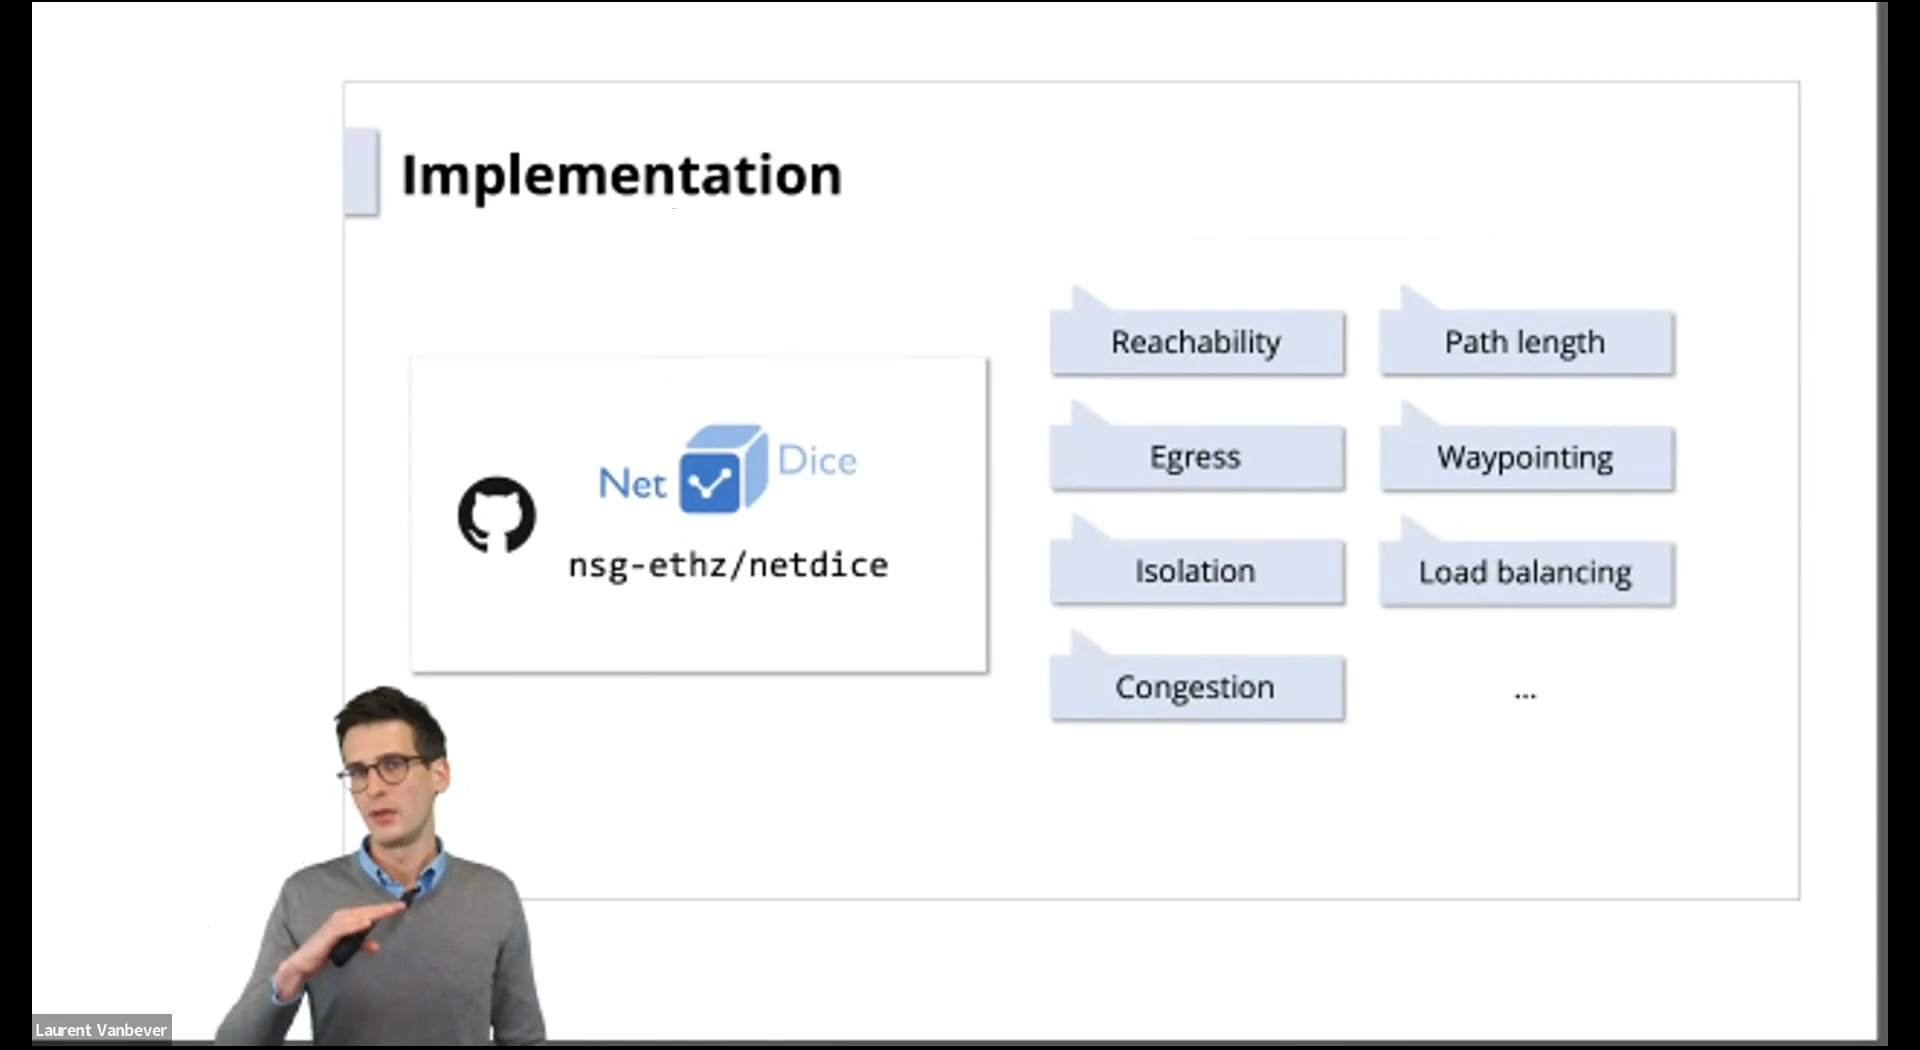 Implementation
Net Dice
nsg-ethz/netdice
Reachability
Path length
Egress
Waypointing
Isolation
Load balancing
Congestion
...
Laurent Vanbever